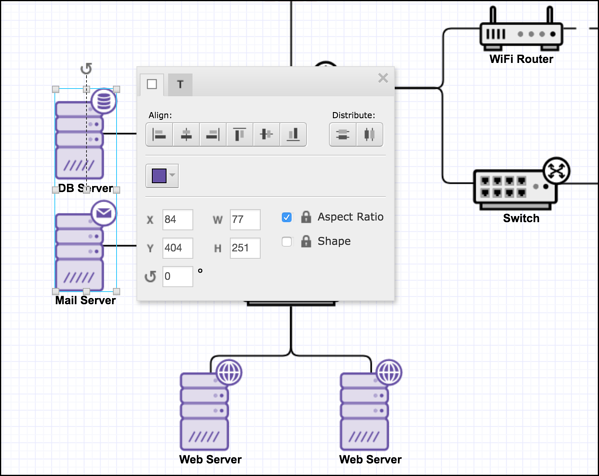 WiFi Router
T
Align:
Distribute:
DB Server
X 84 W 77 Aspect Ratio
Switch
Y 404 H 251 Shape
0 °
Mail Server
Web Server
Web Server